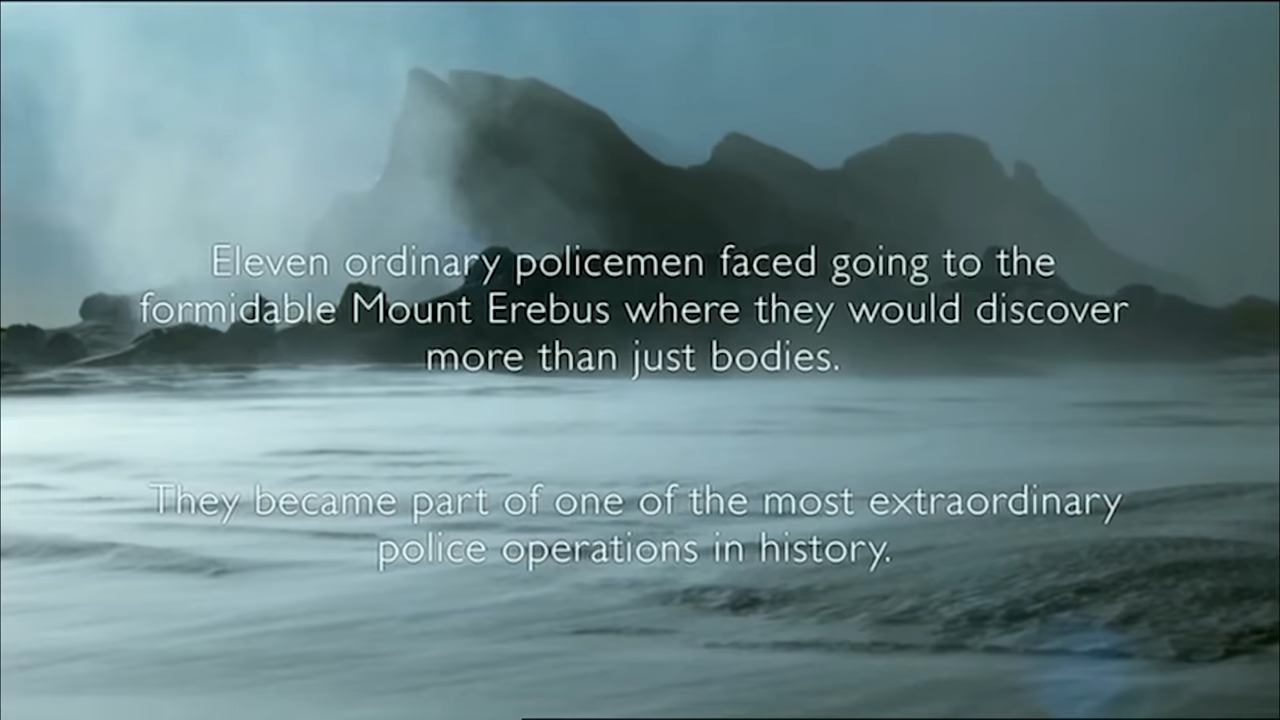 Eleven ordinary policemen faced going to the
formidable Mount Erebus where they would discover
more than just bodies.
They became part of one of the most extraordinary
police operations in history.